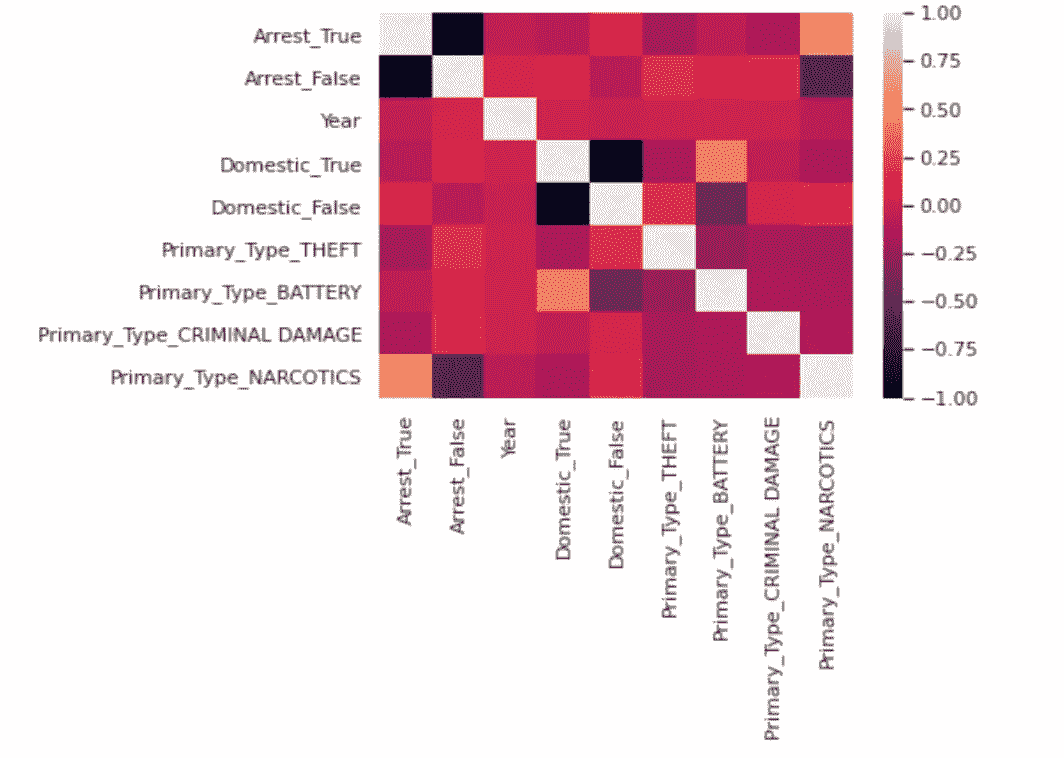 Arrest_True
Arrest_False
Year
Domestic_True
Domestic_False
Primary_Type_THEFT
Primary_Type_BATTERY
Primary_Type_CRIMINAL DAMAGE
Primary_Type_NARCOTICS
1.00
0.75
0.50
0.25
0.00
−0.25
−0.50
−0.75
−1.00
Arrest_True
Arrest_False
Year
Domestic_True
Domestic_False
Primary_Type_THEFT
Primary_Type_BATTERY
Primary_Type_CRIMINAL DAMAGE
Primary_Type_NARCOTICS